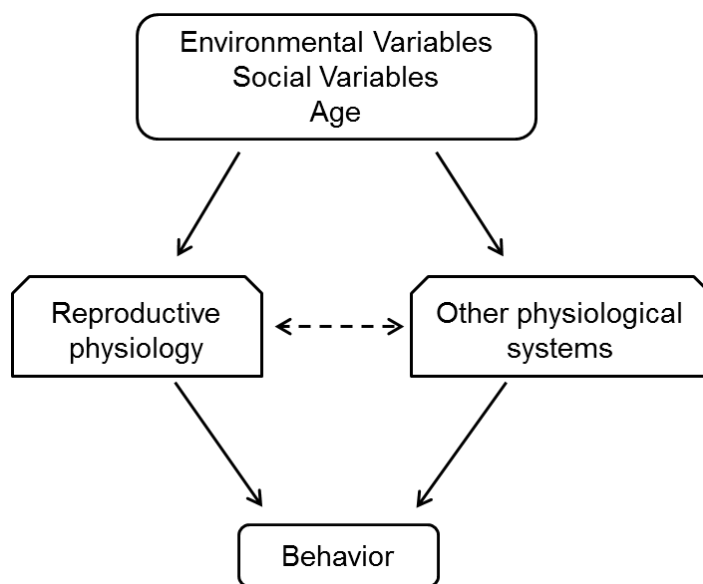 Environmental Variables
Social Variables
Age
Reproductive
physiology
Other physiological
systems
Behavior